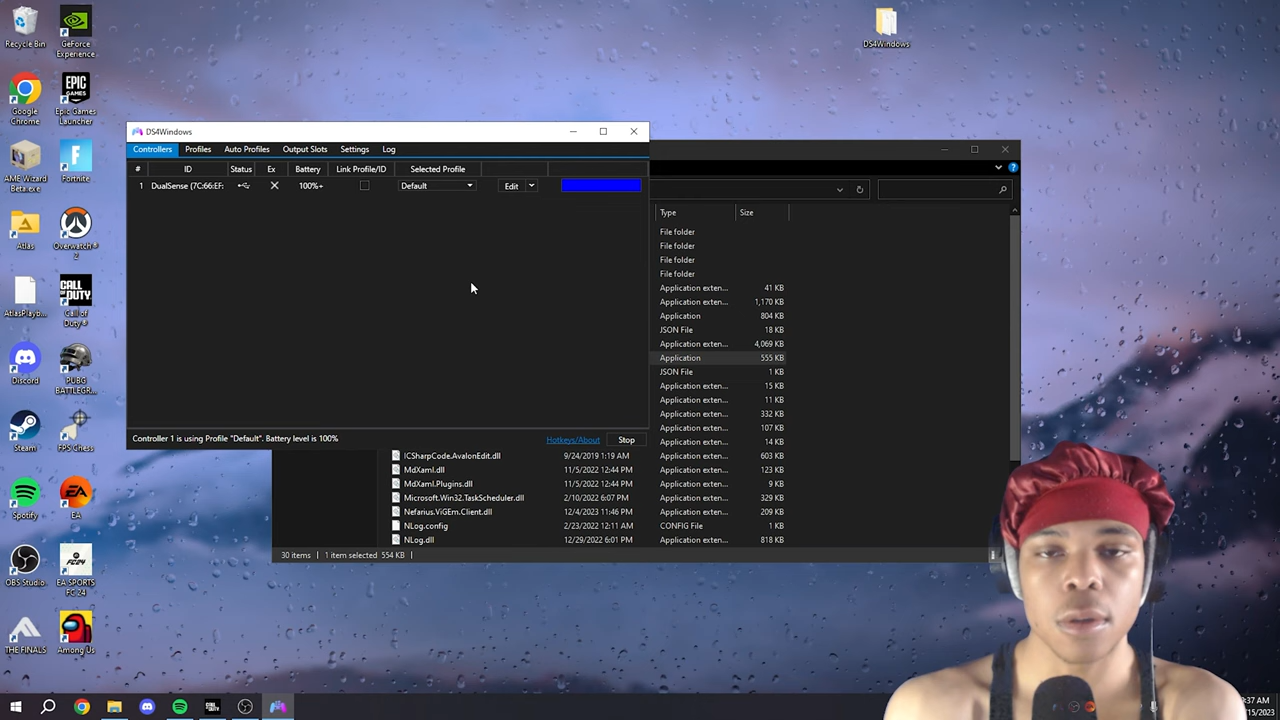 Recycle Bin
GeForce
Experience
Google
Chrome
Epic Games
Launcher
AME Wizard
Beta.exe
Fortnite
Atlas
Overwatch®
2
AtlasPlayb...
Call of
Duty®
Discord
PUBG
BATTLEGR...
Steam
FPS Chess
Spotify
EA
OBS Studio
EA SPORTS
FC 24
THE FINALS
Among Us
DS4Windows
DS4Windows
Controllers
Profiles
Auto Profiles
Output Slots
Settings
Log
# ID Status Ex Battery Link Profile/ID Selected Profile
1 DualSense (7C:66:EF: 100%+ Default Edit
Controller 1 is using Profile "Default". Battery level is 100%
Hotkeys/About
Stop
Type Size
File folder
File folder
File folder
File folder
Application exten... 41 KB
Application exten... 1,170 KB
Application 804 KB
JSON File 18 KB
Application exten... 4,069 KB
Application 555 KB
JSON File 1 KB
Application exten... 15 KB
Application exten... 11 KB
Application exten... 332 KB
Application exten... 107 KB
Application exten... 14 KB
ICSharpCode.AvalonEdit.dll 9/24/2019 1:19 AM Application exten... 603 KB
MdXaml.dll 11/5/2022 12:44 PM Application exten... 123 KB
MdXaml.Plugins.dll 11/5/2022 12:44 PM Application exten... 9 KB
Microsoft.Win32.TaskScheduler.dll 2/10/2022 6:07 PM Application exten... 329 KB
Nefarius.ViGEm.Client.dll 12/4/2023 11:46 PM Application exten... 209 KB
NLog.config 2/23/2022 12:11 AM CONFIG File 1 KB
NLog.dll 12/29/2022 6:01 PM Application exten... 818 KB
30 items 1 item selected 554 KB
:37 AM
/15/2023